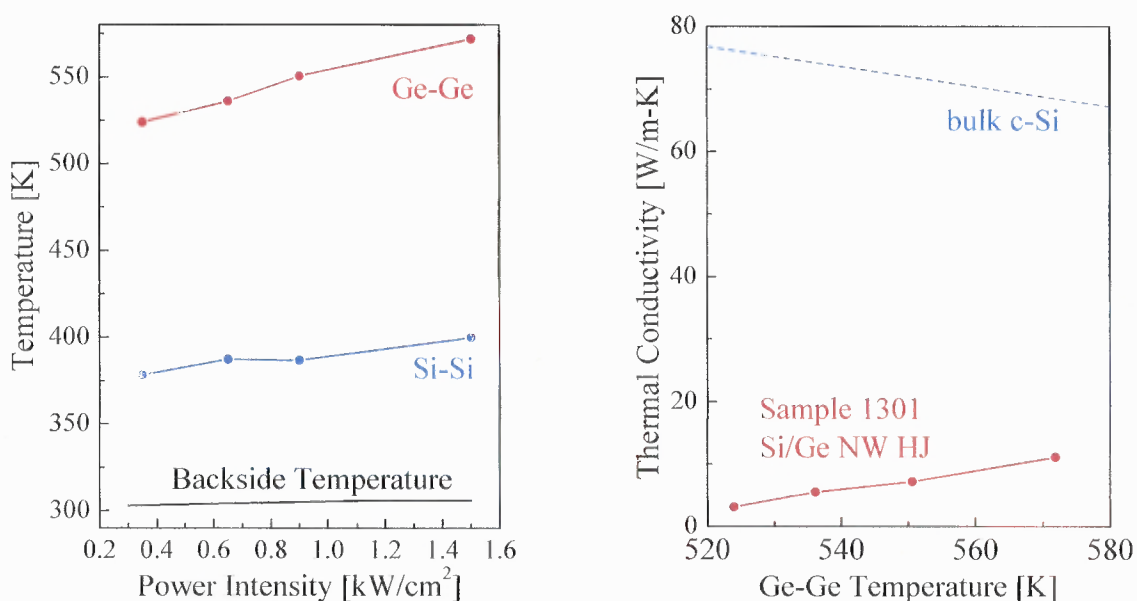 Temperature [K]
550
500
450
400
350
300
Ge-Ge
Si-Si
Backside Temperature
0.2 0.4 0.6 0.8 1.0 1.2 1.4 1.6
Power Intensity [kW/cm²]
Thermal Conductivity [W/m-K]
80
60
40
20
0
bulk c-Si
Sample 1301
Si/Ge NW HJ
520 540 560 580
Ge-Ge Temperature [K]